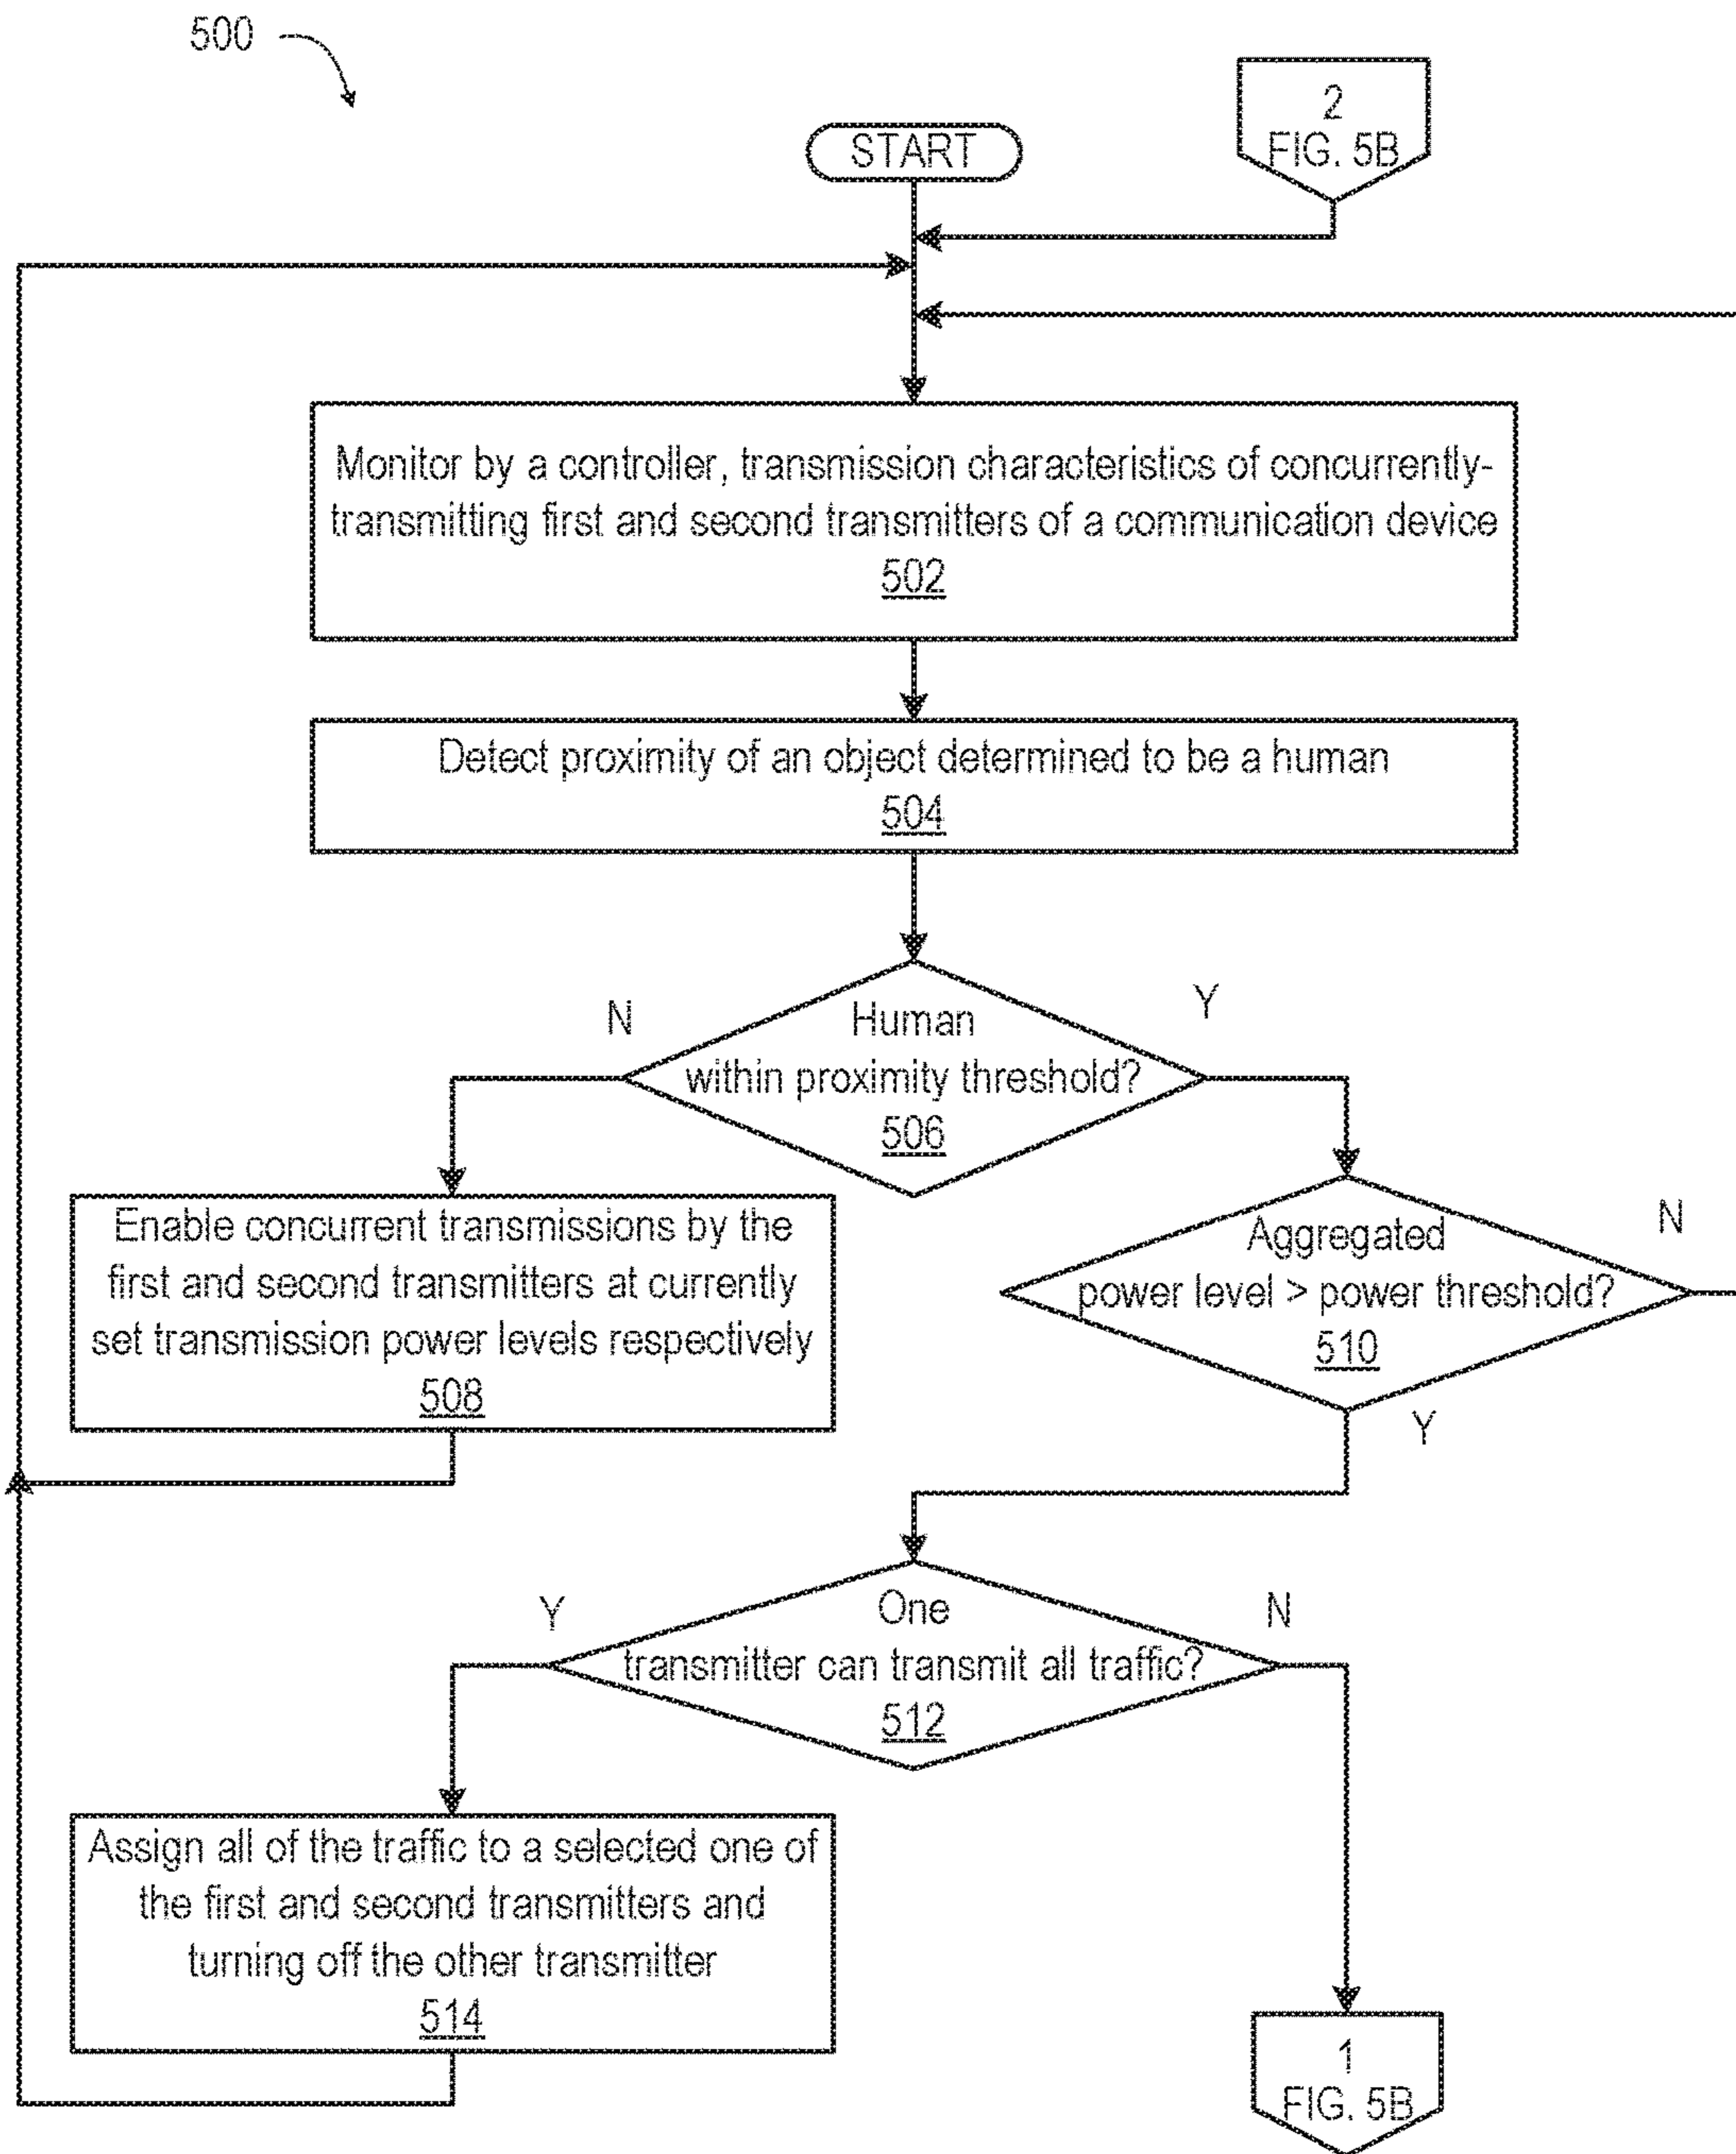 500
2
FIG. 5B
START
Monitor by a controller, transmission characteristics of concurrently-
transmitting first and second transmitters of a communication device
502
Detect proximity of an object determined to be a human
504
N
Y
Human
within proximity threshold?
506
Enable concurrent transmissions by the
first and second transmitters at currently
set transmission power levels respectively
508
N
Aggregated
power level > power threshold?
510
Y
Y
One
transmitter can transmit all traffic?
512
N
Assign all of the traffic to a selected one of
the first and second transmitters and
turning off the other transmitter
514
1
FIG. 5B